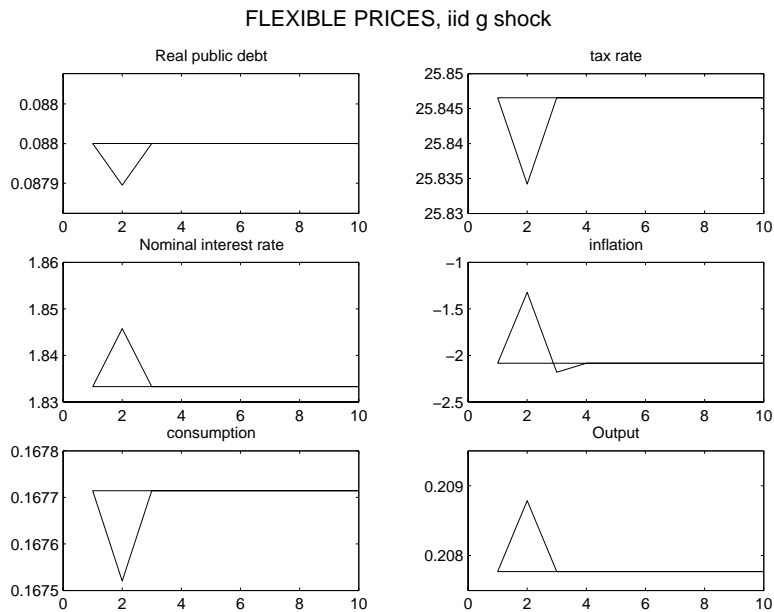 FLEXIBLE PRICES, iid g shock
Real public debt
0.088
0.088
0.0879
0 2 4 6 8 10
tax rate
25.85
25.845
25.84
25.835
25.83
0 2 4 6 8 10
Nominal interest rate
1.86
1.85
1.84
1.83
0 2 4 6 8 10
inflation
−1
−1.5
−2
−2.5
0 2 4 6 8 10
consumption
0.1678
0.1677
0.1676
0.1675
0 2 4 6 8 10
Output
0.209
0.208
0 2 4 6 8 10